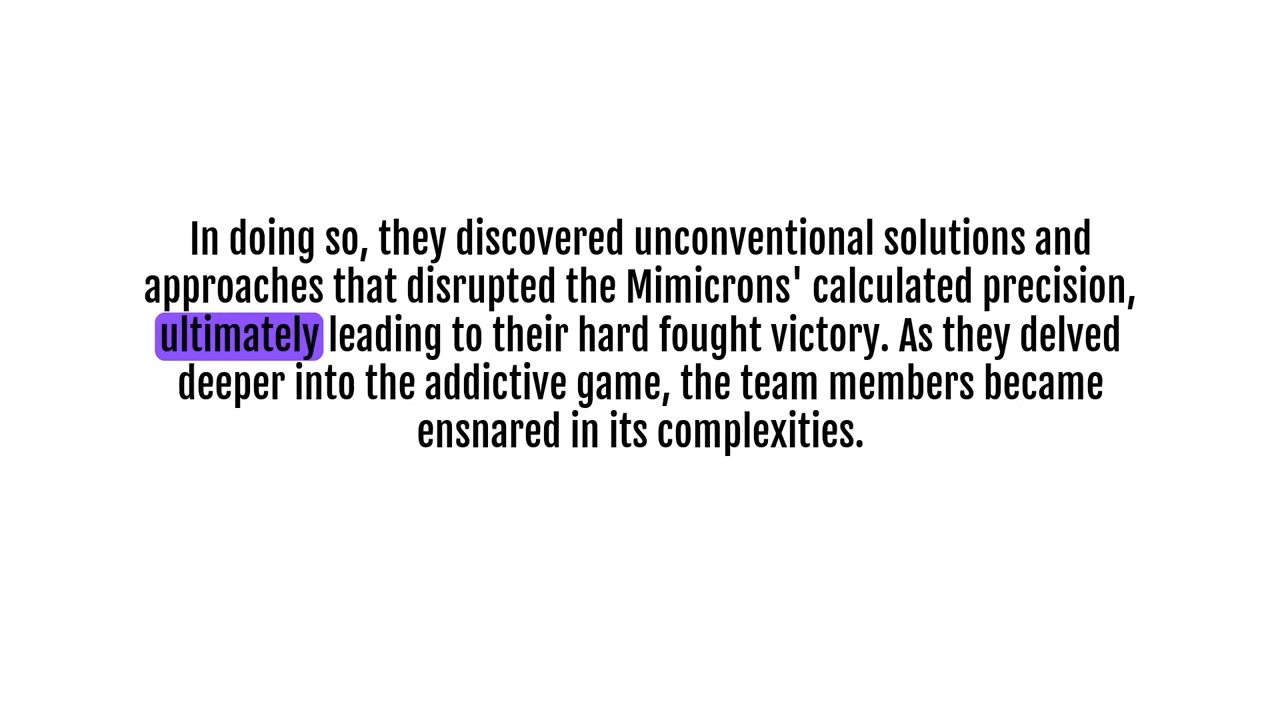 In doing so, they discovered unconventional solutions and
approaches that disrupted the Mimicrons' calculated precision,
ultimately leading to their hard fought victory. As they delved
deeper into the addictive game, the team members became
ensnared in its complexities.